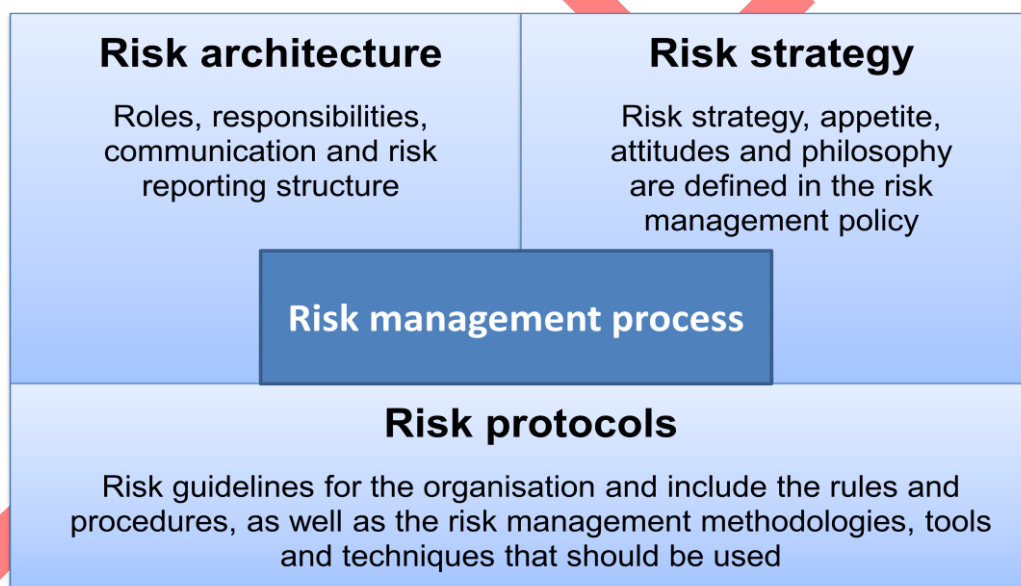 Risk architecture
Roles, responsibilities,
communication and risk
reporting structure
Risk strategy
Risk strategy, appetite,
attitudes and philosophy
are defined in the risk
management policy
Risk management process
Risk protocols
Risk guidelines for the organisation and include the rules and
procedures, as well as the risk management methodologies, tools
and techniques that should be used